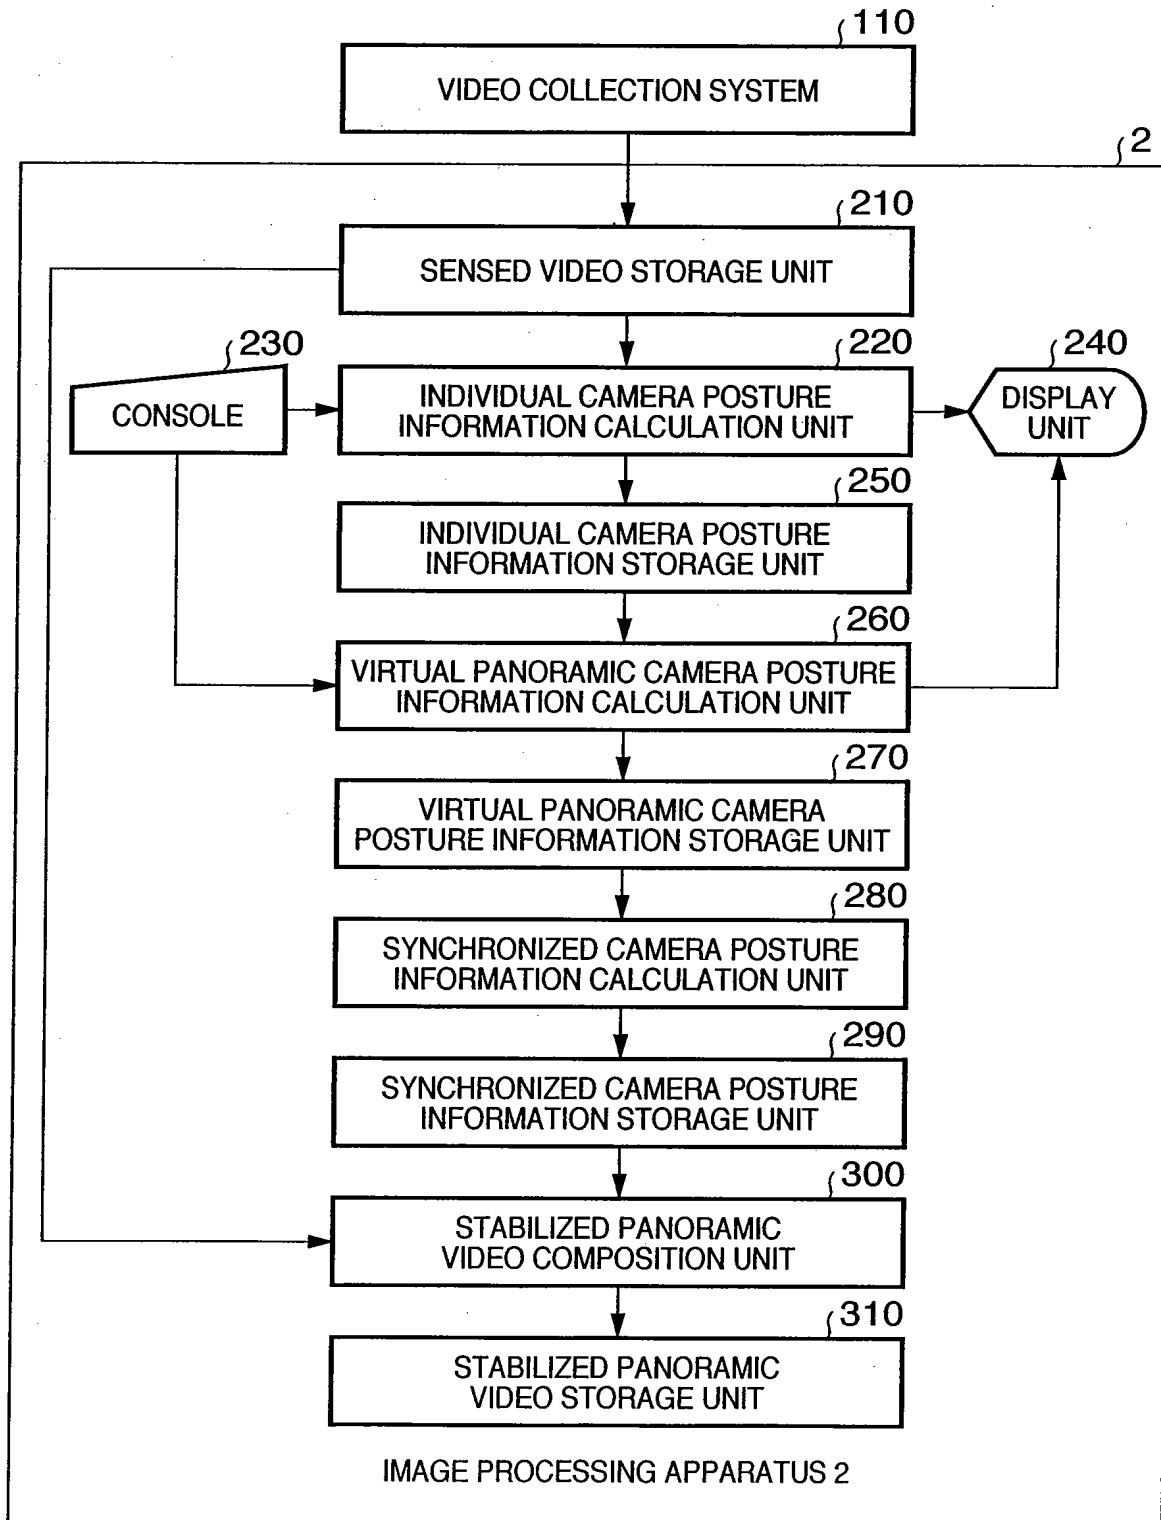 110
VIDEO COLLECTION SYSTEM
2
210
SENSED VIDEO STORAGE UNIT
230
CONSOLE
220
INDIVIDUAL CAMERA POSTURE
INFORMATION CALCULATION UNIT
240
DISPLAY
UNIT
250
INDIVIDUAL CAMERA POSTURE
INFORMATION STORAGE UNIT
260
VIRTUAL PANORAMIC CAMERA POSTURE
INFORMATION CALCULATION UNIT
270
VIRTUAL PANORAMIC CAMERA
POSTURE INFORMATION STORAGE UNIT
280
SYNCHRONIZED CAMERA POSTURE
INFORMATION CALCULATION UNIT
290
SYNCHRONIZED CAMERA POSTURE
INFORMATION STORAGE UNIT
300
STABILIZED PANORAMIC
VIDEO COMPOSITION UNIT
310
STABILIZED PANORAMIC
VIDEO STORAGE UNIT
IMAGE PROCESSING APPARATUS 2